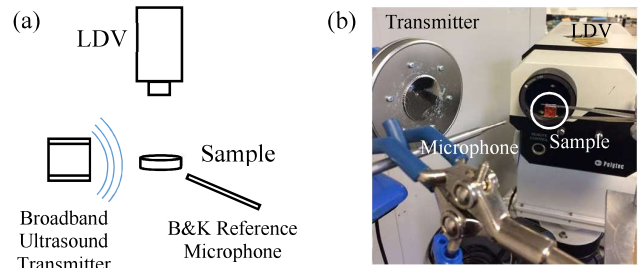 (a)
LDV
Sample
Broadband
Ultrasound
Transmitter
B&K Reference
Microphone
(b)
Transmitter
LDV
Microphone
Sample
Polytec